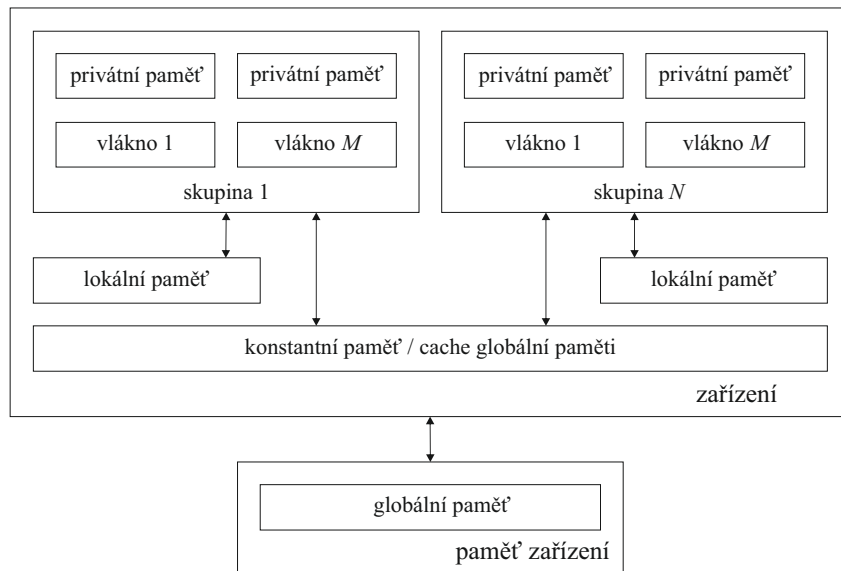 privátní paměť privátní paměť privátní paměť privátní paměť
vlákno 1 vlákno M vlákno 1 vlákno M
skupina 1 skupina N
lokální paměť lokální paměť
konstantní paměť / cache globální paměti
zařízení
globální paměť
paměť zařízení